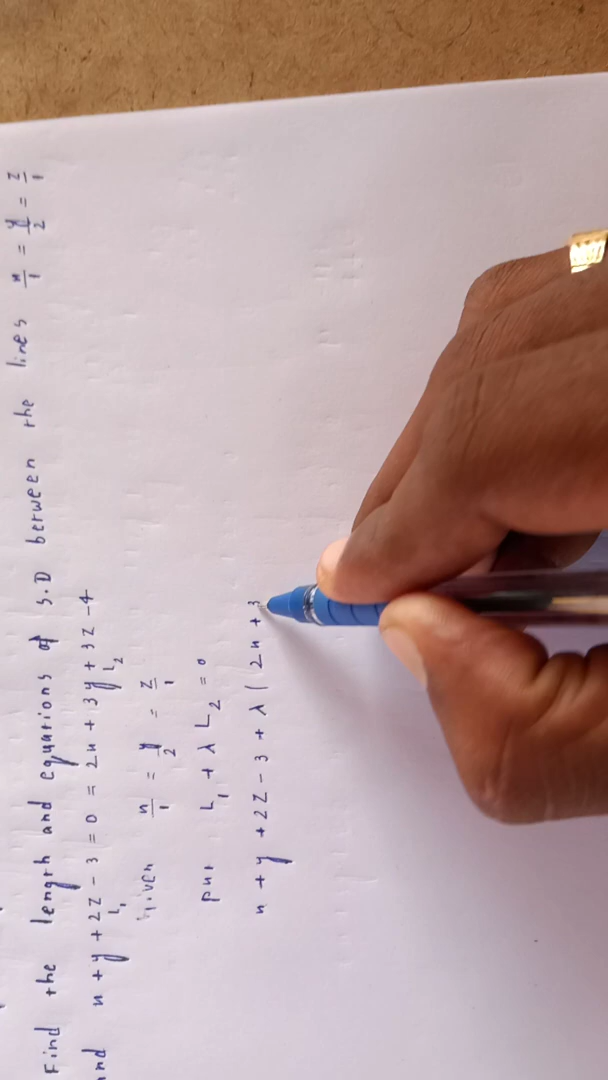 Find the length and equations of S.D between the lines x/1 = y/2 = z/1
and x + y + 2z - 3 = 0 = 2x + 3y + 3z - 4
L1 L2
Given x/1 = y/2 = z/1
put L1 + λ L2 = 0
x + y + 2z - 3 + λ ( 2x + 3